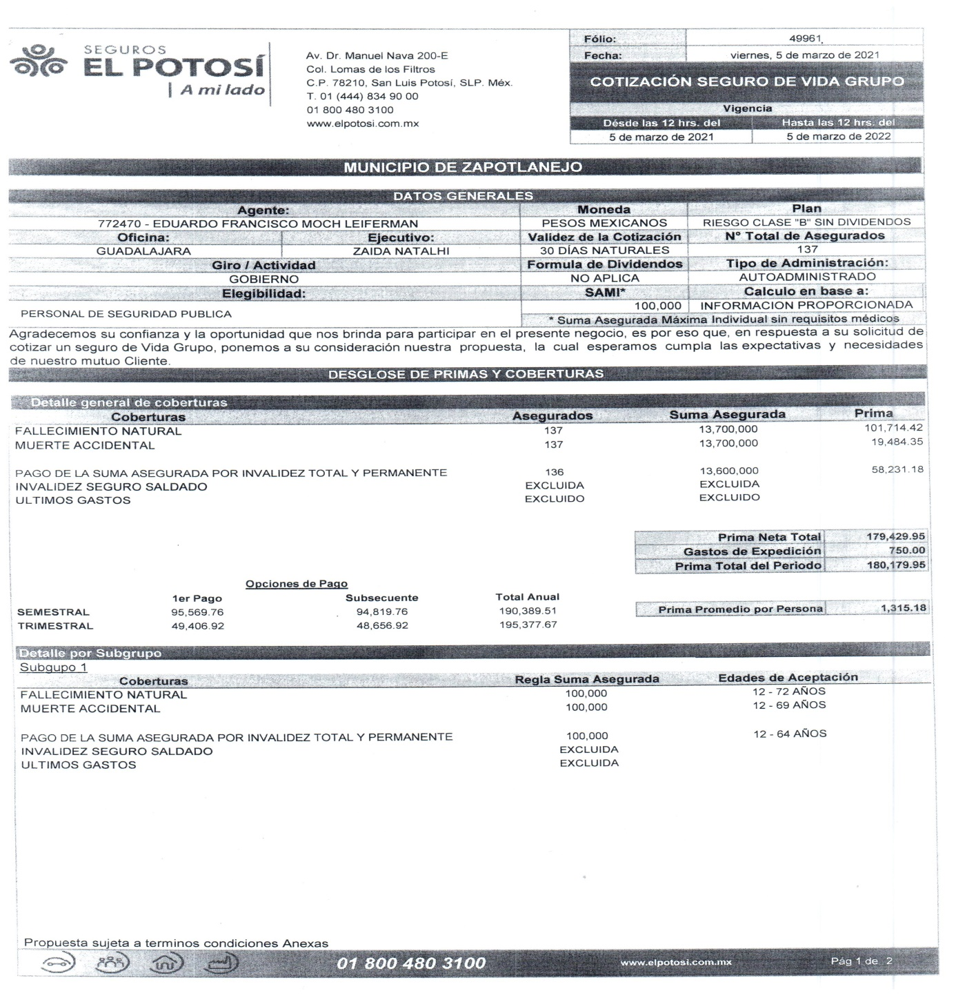 SEGUROS
EL POTOSÍ
A mi lado
Av. Dr. Manuel Nava 200-E
Col. Lomas de los Filtros
C.P. 78210, San Luis Potosí, SLP. Méx.
T. 01 (444) 834 90 00
01 800 480 3100
www.elpotosi.com.mx
Fólio: 49961
Fecha: viernes, 5 de marzo de 2021
COTIZACIÓN SEGURO DE VIDA GRUPO
Vigencia
Désde las 12 hrs. del Hasta las 12 hrs. del
5 de marzo de 2021 5 de marzo de 2022
MUNICIPIO DE ZAPOTLANEJO
DATOS GENERALES
Agente: Moneda Plan
772470 - EDUARDO FRANCISCO MOCH LEIFERMAN PESOS MEXICANOS RIESGO CLASE "B" SIN DIVIDENDOS
Oficina: Ejecutivo: Validez de la Cotización N° Total de Asegurados
GUADALAJARA ZAIDA NATALHI 30 DÍAS NATURALES 137
Giro / Actividad Formula de Dividendos Tipo de Administración:
GOBIERNO NO APLICA AUTOADMINISTRADO
Elegibilidad: SAMI* Calculo en base a:
PERSONAL DE SEGURIDAD PUBLICA 100,000 INFORMACION PROPORCIONADA
* Suma Asegurada Máxima Individual sin requisitos médicos
Agradecemos su confianza y la oportunidad que nos brinda para participar en el presente negocio, es por eso que, en respuesta a su solicitud de
cotizar un seguro de Vida Grupo, ponemos a su consideración nuestra propuesta, la cual esperamos cumpla las expectativas y necesidades
de nuestro mutuo Cliente.
DESGLOSE DE PRIMAS Y COBERTURAS
Detalle general de coberturas
Coberturas Asegurados Suma Asegurada Prima
FALLECIMIENTO NATURAL 137 13,700,000 101,714.42
MUERTE ACCIDENTAL 137 13,700,000 19,484.35
PAGO DE LA SUMA ASEGURADA POR INVALIDEZ TOTAL Y PERMANENTE 136 13,600,000 58,231.18
INVALIDEZ SEGURO SALDADO EXCLUIDA EXCLUIDA
ULTIMOS GASTOS EXCLUIDO EXCLUIDO
Prima Neta Total 179,429.95
Gastos de Expedición 750.00
Prima Total del Periodo 180,179.95
Opciones de Pago
1er Pago Subsecuente Total Anual
SEMESTRAL 95,569.76 94,819.76 190,389.51
Prima Promedio por Persona 1,315.18
TRIMESTRAL 49,406.92 48,656.92 195,377.67
Detalle por Subgrupo
Subgupo 1
Coberturas Regla Suma Asegurada Edades de Aceptación
FALLECIMIENTO NATURAL 100,000 12 - 72 AÑOS
MUERTE ACCIDENTAL 100,000 12 - 69 AÑOS
PAGO DE LA SUMA ASEGURADA POR INVALIDEZ TOTAL Y PERMANENTE 100,000 12 - 64 AÑOS
INVALIDEZ SEGURO SALDADO EXCLUIDA
ULTIMOS GASTOS EXCLUIDA
Propuesta sujeta a terminos condiciones Anexas
01 800 480 3100 www.elpotosi.com.mx Pág 1 de 2